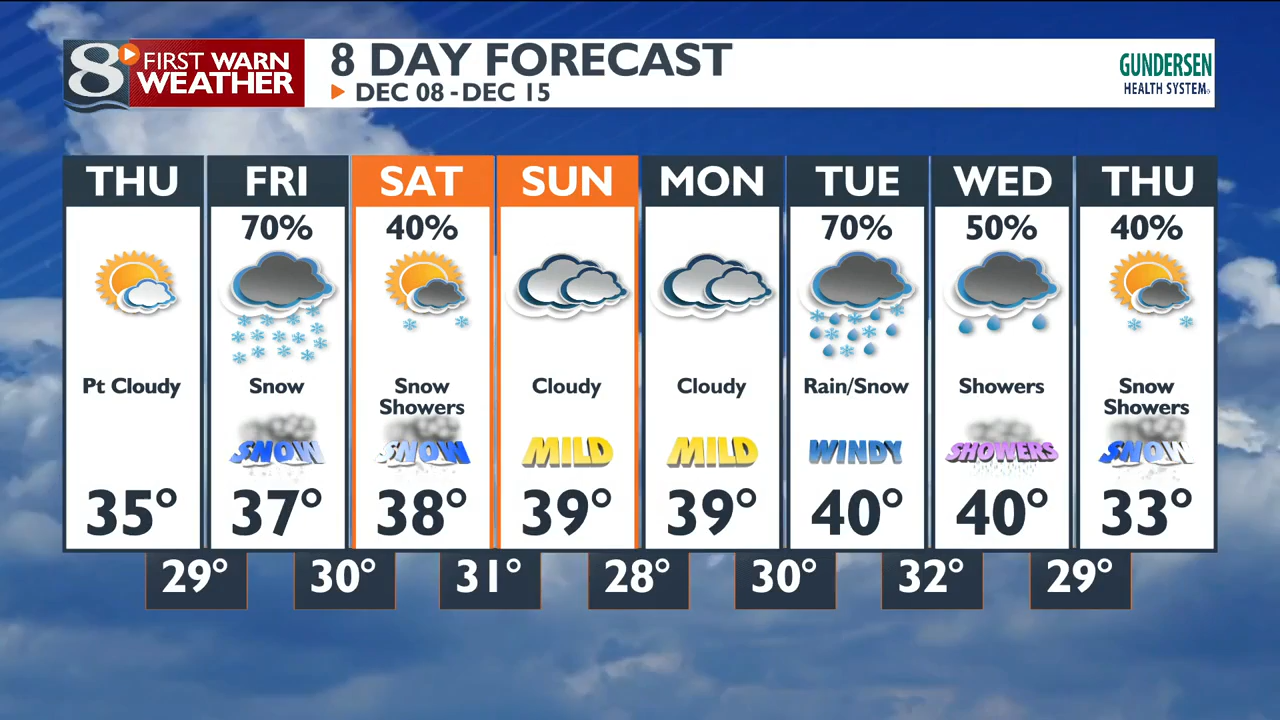 8 FIRST WARN
WEATHER
8 DAY FORECAST
DEC 08 - DEC 15
GUNDERSEN
HEALTH SYSTEM
THU FRI SAT SUN MON TUE WED THU
70% 40% 70% 50% 40%
Pt Cloudy Snow Snow Cloudy Cloudy Rain/Snow Showers Snow
Showers Showers
SNOW SNOW MILD MILD WINDY SHOWERS SNOW
35° 37° 38° 39° 39° 40° 40° 33°
29° 30° 31° 28° 30° 32° 29°